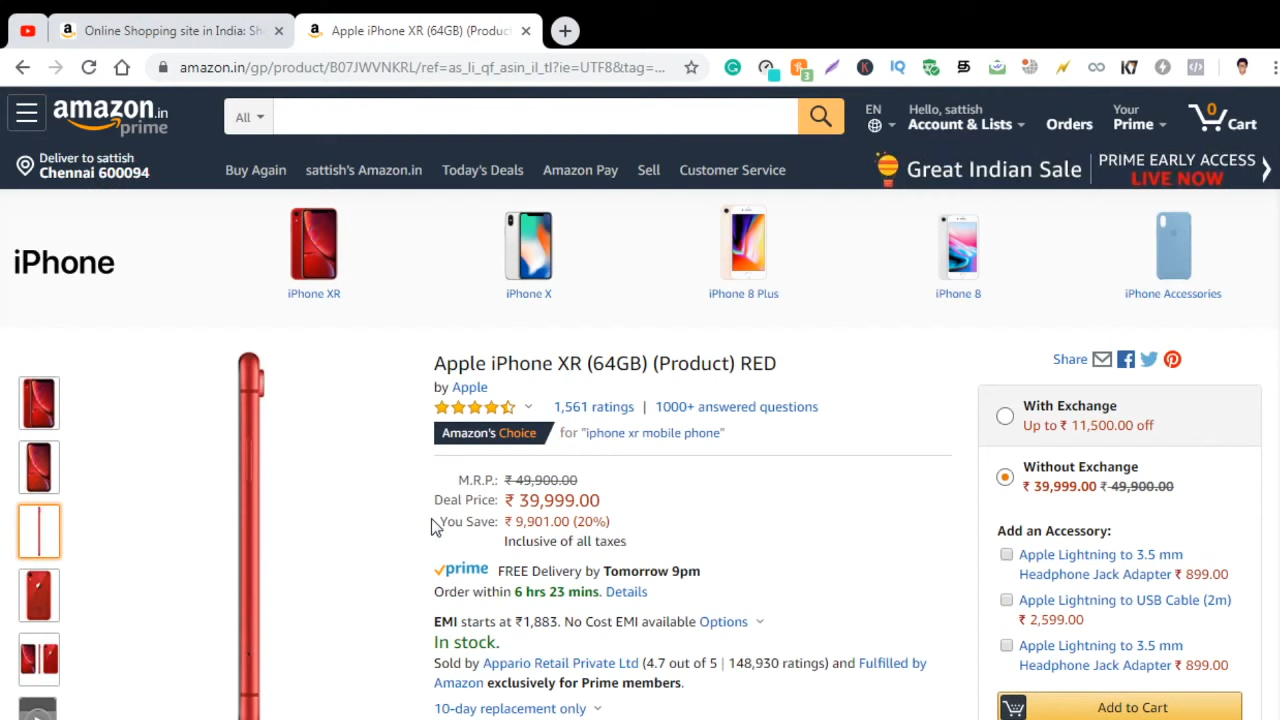 Online Shopping site in India: Sh
Apple iPhone XR (64GB) (Produc
amazon.in/gp/product/B07JWVNKRL/ref=as_li_qf_asin_il_tl?ie=UTF8&tag=...
3
K
IQ
K7
amazon.in
prime
All
EN
Hello, sattish
Account & Lists
Orders
Your
Prime
0
Cart
Deliver to sattish
Chennai 600094
Buy Again
sattish's Amazon.in
Today's Deals
Amazon Pay
Sell
Customer Service
Great Indian Sale
PRIME EARLY ACCESS
LIVE NOW
iPhone
iPhone XR
iPhone X
iPhone 8 Plus
iPhone 8
iPhone Accessories
Apple iPhone XR (64GB) (Product) RED
by Apple
1,561 ratings | 1000+ answered questions
Amazon's Choice for "iphone xr mobile phone"
M.R.P.: ₹ 49,900.00
Deal Price: ₹ 39,999.00
You Save: ₹ 9,901.00 (20%)
Inclusive of all taxes
prime FREE Delivery by Tomorrow 9pm
Order within 6 hrs 23 mins. Details
EMI starts at ₹1,883. No Cost EMI available Options
In stock.
Sold by Appario Retail Private Ltd (4.7 out of 5 | 148,930 ratings) and Fulfilled by
Amazon exclusively for Prime members.
10-day replacement only
Share
With Exchange
Up to ₹ 11,500.00 off
Without Exchange
₹ 39,999.00 ₹ 49,900.00
Add an Accessory:
Apple Lightning to 3.5 mm
Headphone Jack Adapter ₹ 899.00
Apple Lightning to USB Cable (2m)
₹ 2,599.00
Apple Lightning to 3.5 mm
Headphone Jack Adapter ₹ 899.00
Add to Cart